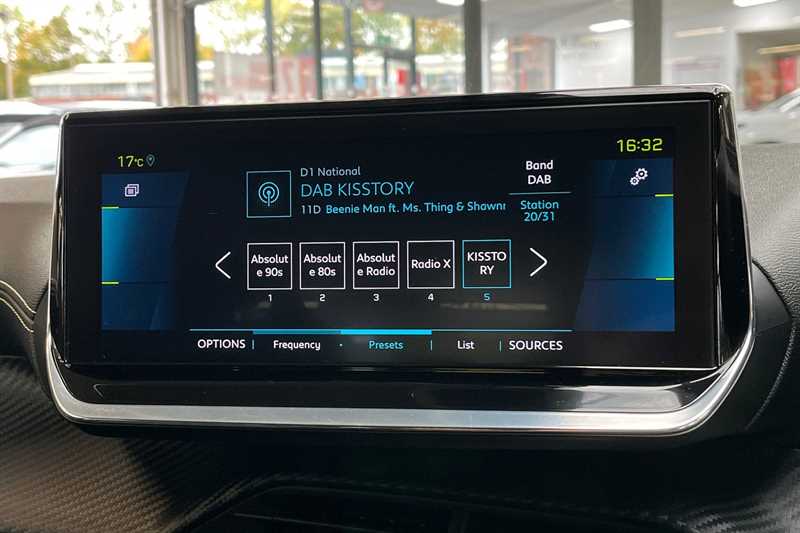 17°C
16:32
D1 National
DAB KISSTORY
11D Beenie Man ft. Ms. Thing & Shawn
Band
DAB
Station
20/31
Absolut
e 90s
Absolut
e 80s
Absolut
e Radio
Radio X
KISSTO
RY
1
2
3
4
5
OPTIONS
Frequency
Presets
List
SOURCES